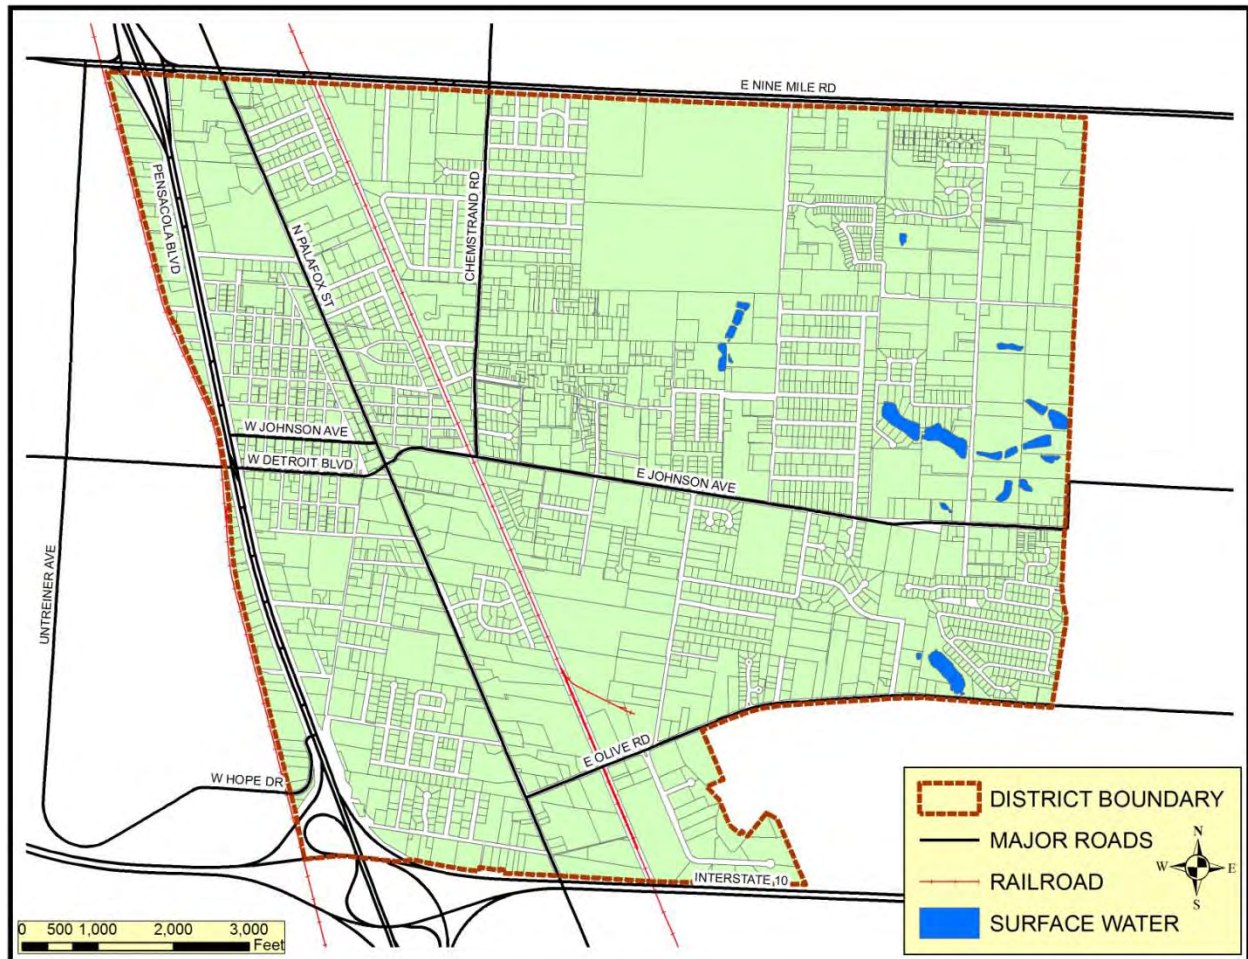 E NINE MILE RD
PENSACOLA BLVD
N PALAFOX ST
CHEMSTRAND RD
W JOHNSON AVE
W DETROIT BLVD
E JOHNSON AVE
UNTREINER AVE
E OLIVE RD
W HOPE DR
INTERSTATE 10
DISTRICT BOUNDARY
MAJOR ROADS
RAILROAD
SURFACE WATER
N
W E
S
0 500 1,000 2,000 3,000
Feet